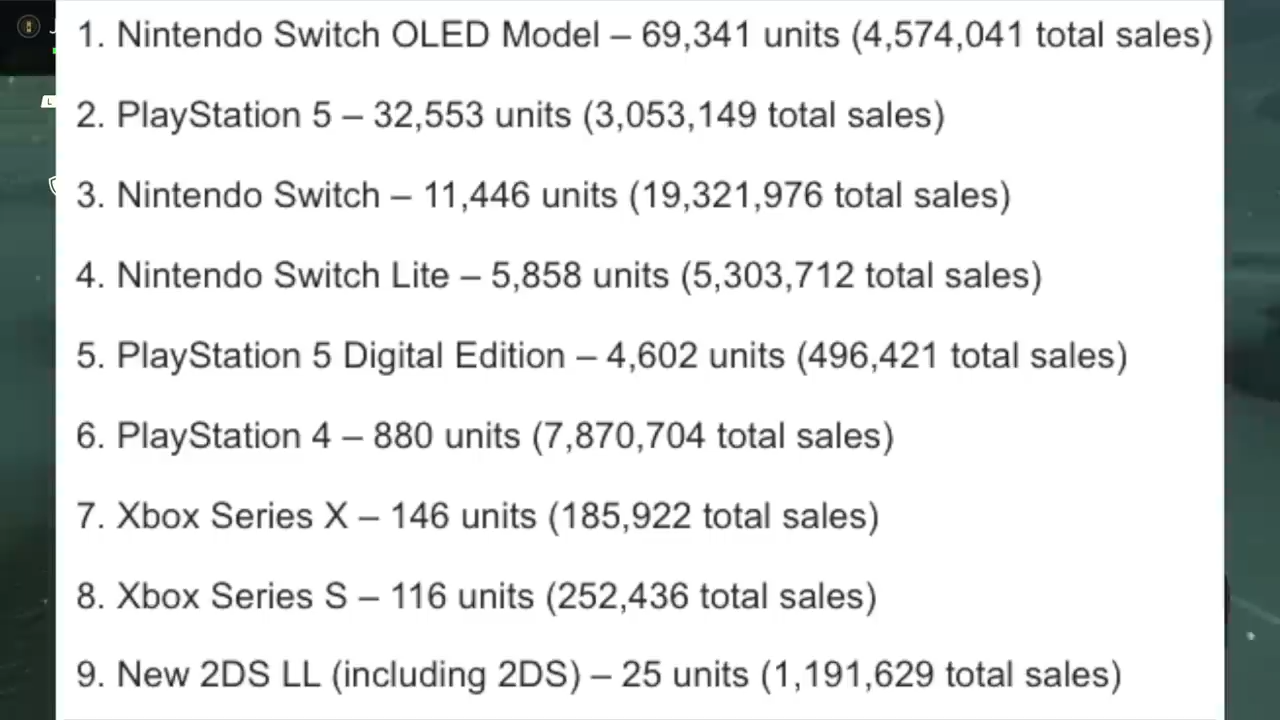 1. Nintendo Switch OLED Model – 69,341 units (4,574,041 total sales)
2. PlayStation 5 – 32,553 units (3,053,149 total sales)
3. Nintendo Switch – 11,446 units (19,321,976 total sales)
4. Nintendo Switch Lite – 5,858 units (5,303,712 total sales)
5. PlayStation 5 Digital Edition – 4,602 units (496,421 total sales)
6. PlayStation 4 – 880 units (7,870,704 total sales)
7. Xbox Series X – 146 units (185,922 total sales)
8. Xbox Series S – 116 units (252,436 total sales)
9. New 2DS LL (including 2DS) – 25 units (1,191,629 total sales)